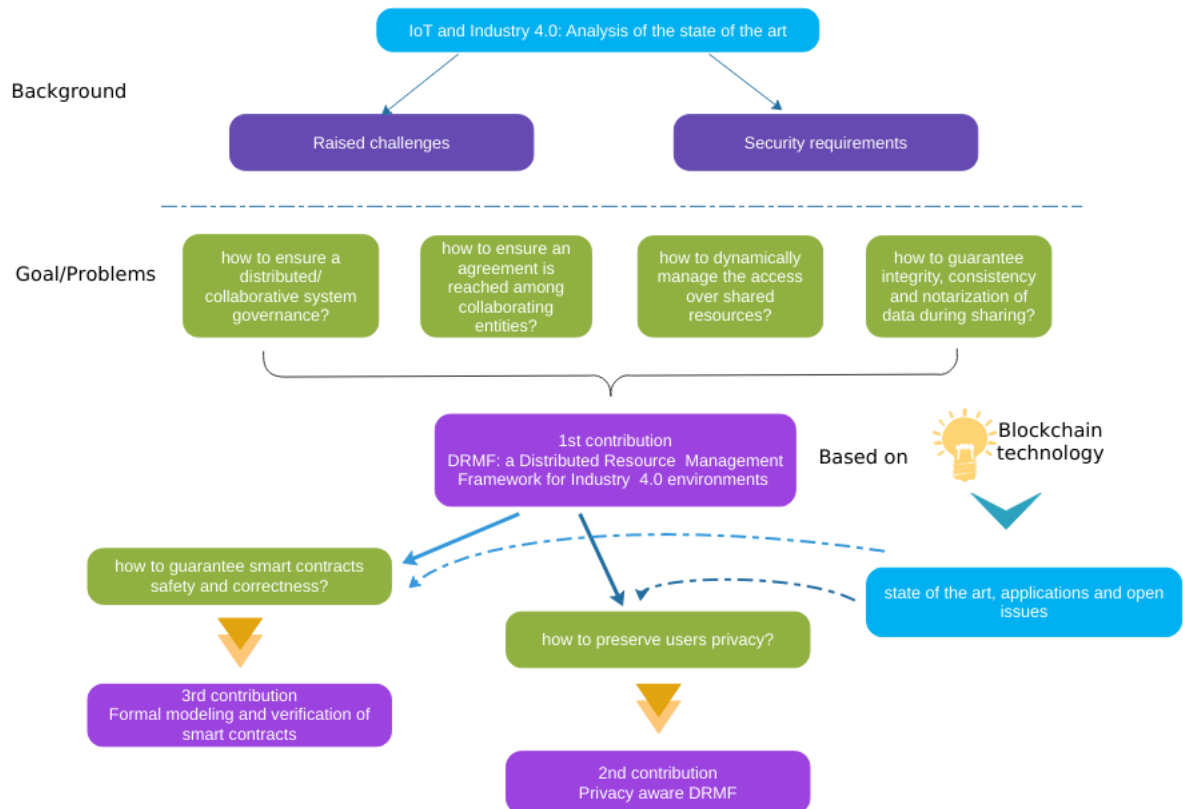 IoT and Industry 4.0: Analysis of the state of the art
Background
Raised challenges
Security requirements
Goal/Problems
how to ensure a
distributed/
collaborative system
governance?
how to ensure an
agreement is
reached among
collaborating
entities?
how to dynamically
manage the access
over shared
resources?
how to guarantee
integrity, consistency
and notarization of
data during sharing?
1st contribution
DRMF: a Distributed Resource Management
Framework for Industry 4.0 environments
Based on
Blockchain
technology
how to guarantee smart contracts
safety and correctness?
state of the art, applications and open
issues
how to preserve users privacy?
3rd contribution
Formal modeling and verification of
smart contracts
2nd contribution
Privacy aware DRMF